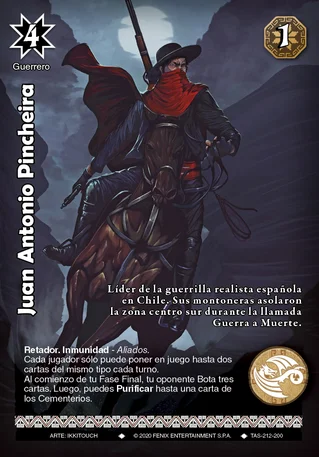 4
1
Guerrero
Juan Antonio Pincheira
Líder de la guerrilla realista española
en Chile. Sus montoneras asolaron
la zona centro sur durante la llamada
Guerra a Muerte.
Retador. Inmunidad - Aliados.
Cada jugador sólo puede poner en juego hasta dos
cartas del mismo tipo cada turno.
Al comienzo de tu Fase Final, tu oponente Bota tres
cartas. Luego, puedes Purificar hasta una carta de
los Cementerios.
ARTE: IKKITOUCH ◆ © 2020 FENIX ENTERTAINMENT S.P.A. ◆ TAS-212-200